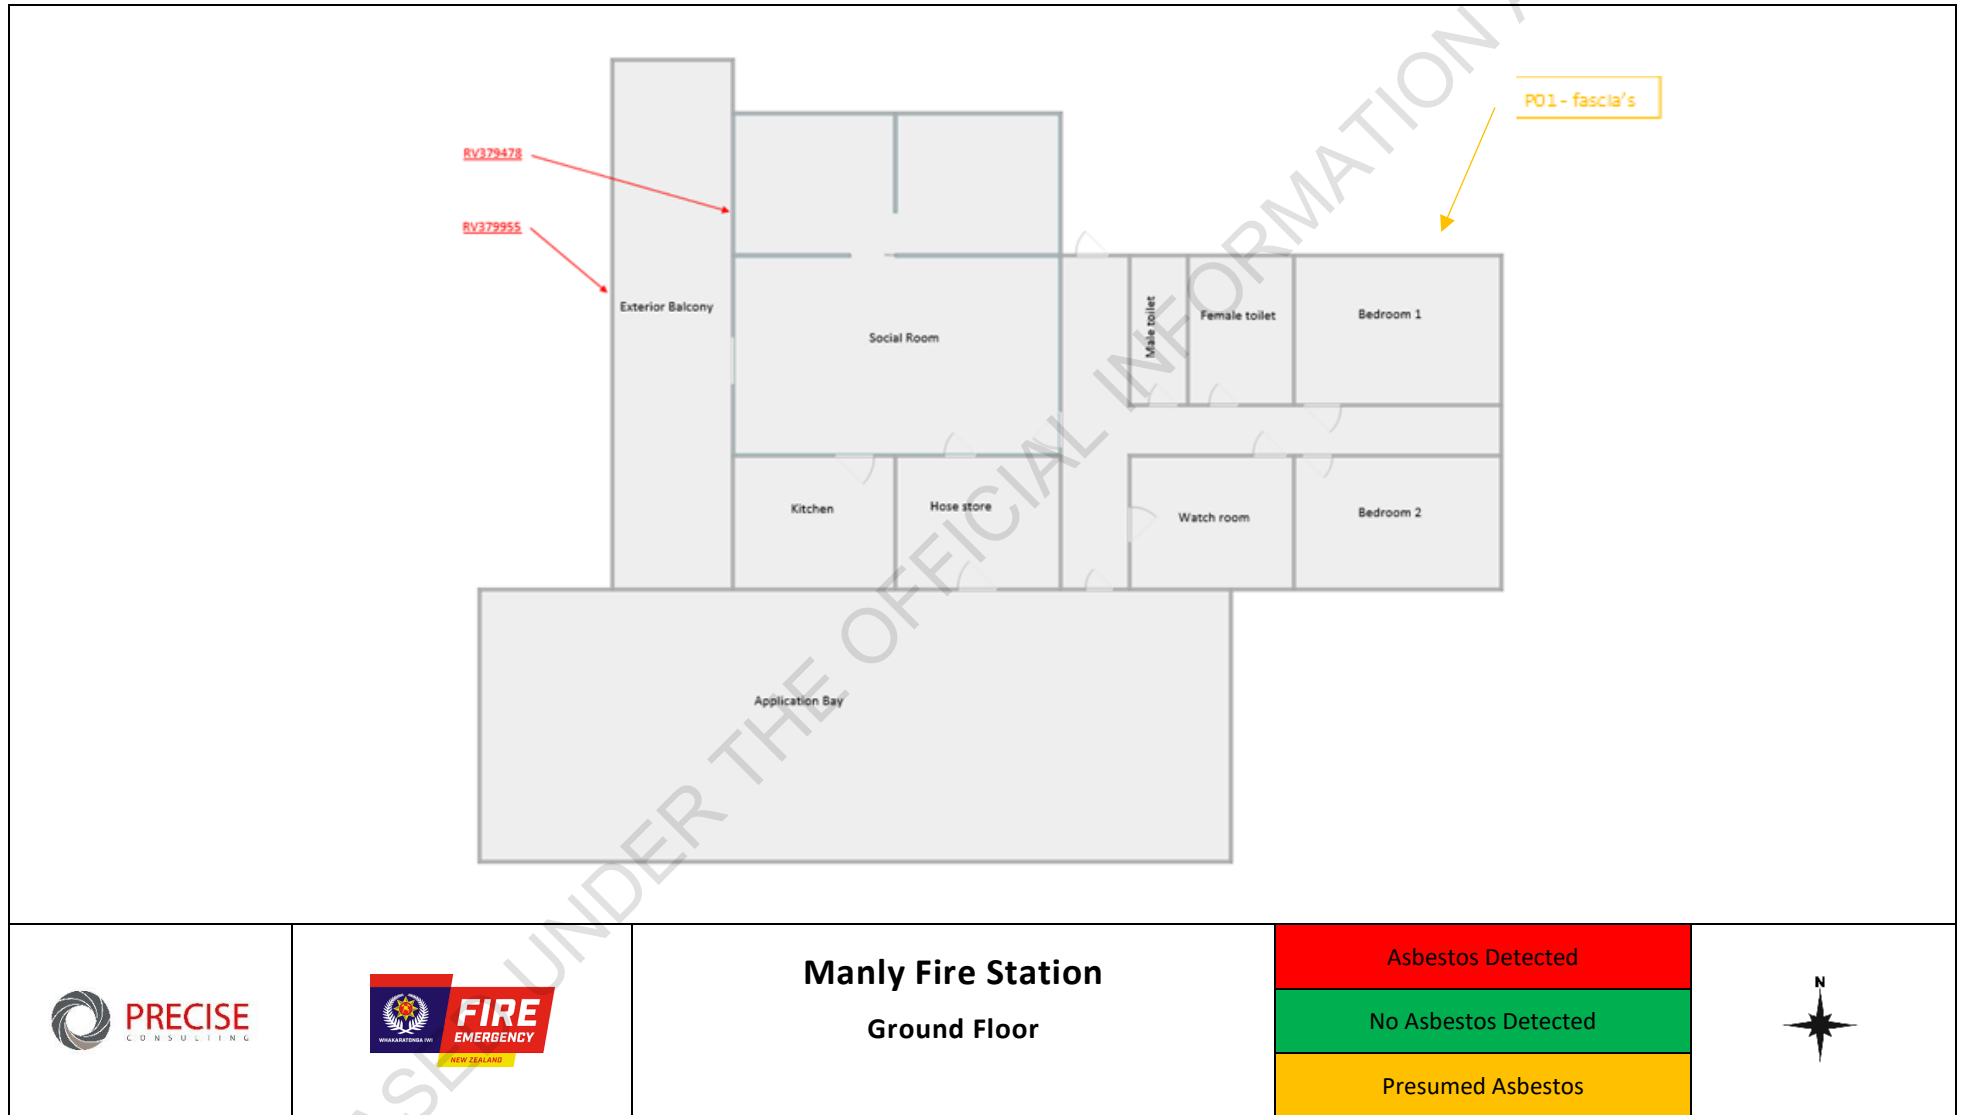 P01 - fascia's
RV379478
RV379955
Exterior Balcony
Social Room
Male toilet
Female toilet
Bedroom 1
Kitchen
Hose store
Watch room
Bedroom 2
Application Bay
UNDER THE OFFICIAL INFORMATION
PRECISE
CONSULTING
WHAKARATONGA IWI
FIRE
EMERGENCY
NEW ZEALAND
Manly Fire Station
Ground Floor
Asbestos Detected
No Asbestos Detected
Presumed Asbestos
N